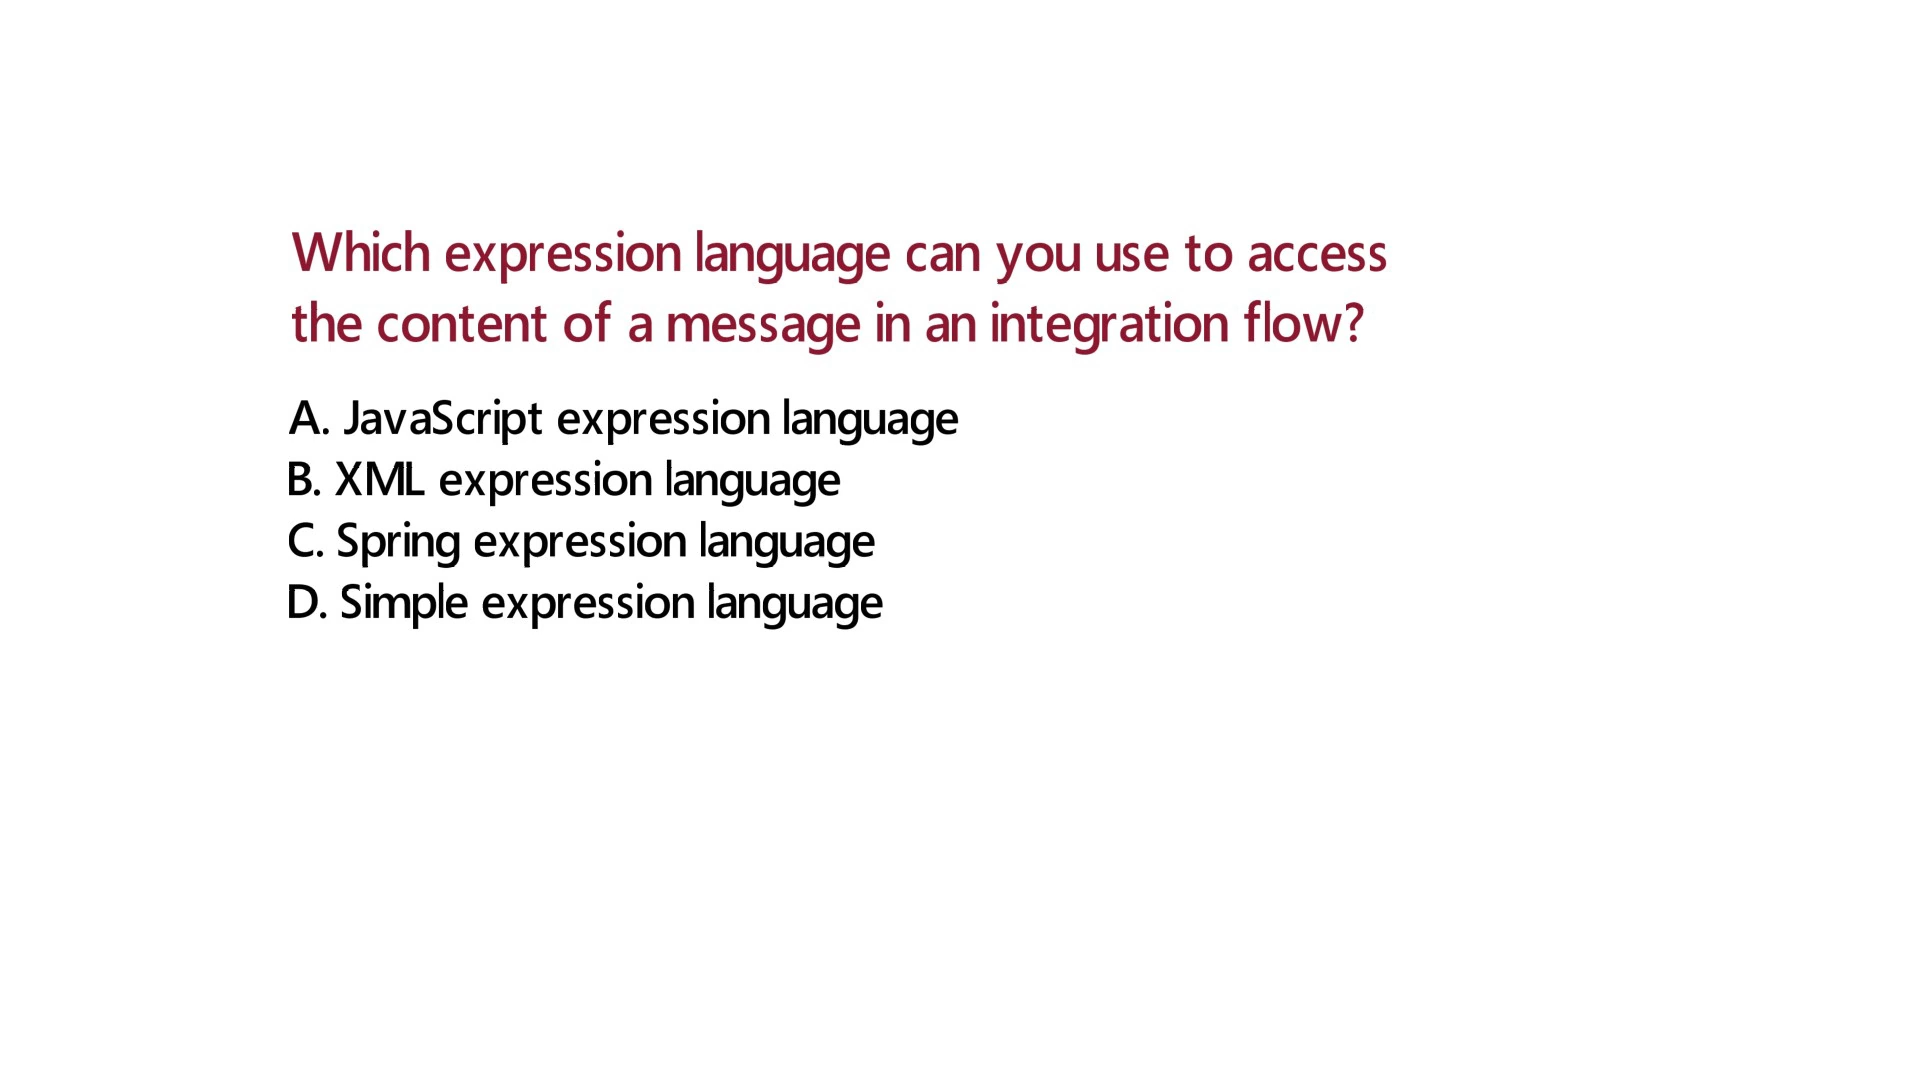 Which expression language can you use to access
the content of a message in an integration flow?
A. JavaScript expression language
B. XML expression language
C. Spring expression language
D. Simple expression language